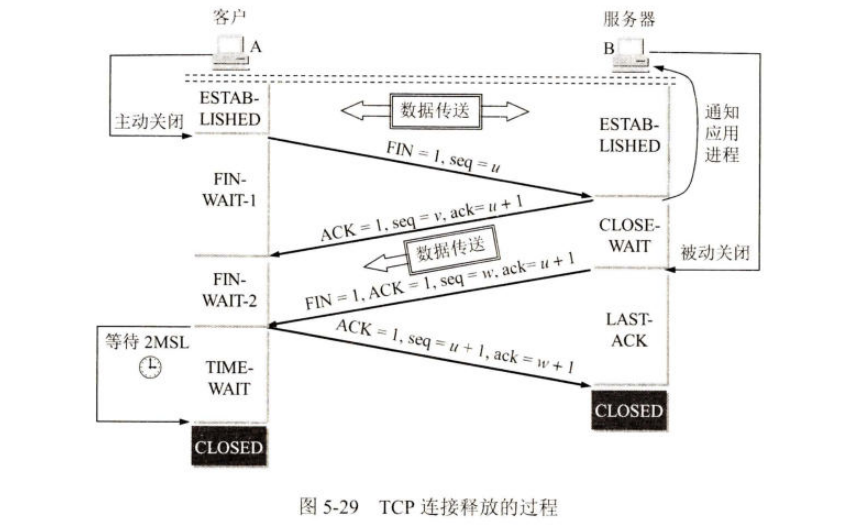 客户
服务器
A
B
ESTAB-
LISHED
数据传送
通知
应用
进程
主动关闭
ESTAB-
LISHED
FIN = 1, seq = u
FIN-
WAIT-1
ACK = 1, seq = v, ack= u + 1
CLOSE-
WAIT
数据传送
被动关闭
FIN-
WAIT-2
FIN = 1, ACK = 1, seq = w, ack= u + 1
LAST-
ACK
ACK = 1, seq = u + 1, ack = w + 1
等待 2MSL
TIME-
WAIT
CLOSED
CLOSED
图 5-29 TCP 连接释放的过程